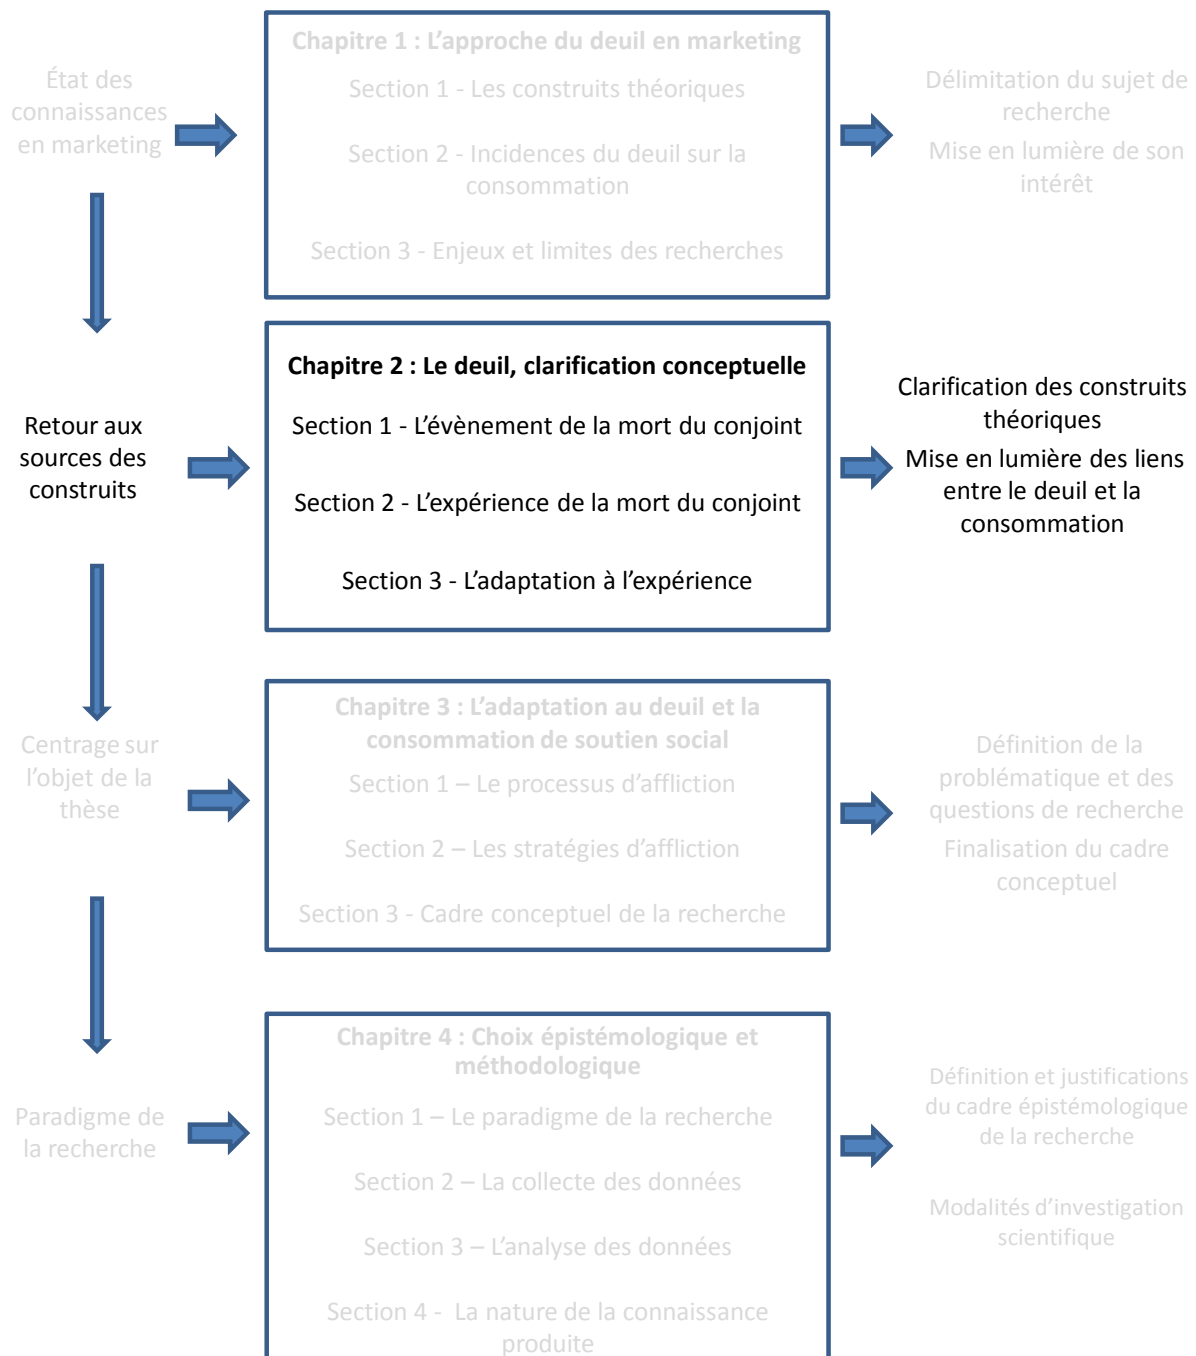 État des
connaissances
en marketing
Chapitre 1 : L'approche du deuil en marketing
Section 1 - Les construits théoriques
Section 2 - Incidences du deuil sur la
consommation
Section 3 - Enjeux et limites des recherches
Délimitation du sujet de
recherche
Mise en lumière de son
intérêt
Retour aux
sources des
construits
Chapitre 2 : Le deuil, clarification conceptuelle
Section 1 - L'évènement de la mort du conjoint
Section 2 - L'expérience de la mort du conjoint
Section 3 - L'adaptation à l'expérience
Clarification des construits
théoriques
Mise en lumière des liens
entre le deuil et la
consommation
Centrage sur
l'objet de la
thèse
Chapitre 3 : L'adaptation au deuil et la
consommation de soutien social
Section 1 – Le processus d'affliction
Section 2 – Les stratégies d'affliction
Section 3 - Cadre conceptuel de la recherche
Définition de la
problématique et des
questions de recherche
Finalisation du cadre
conceptuel
Paradigme de
la recherche
Chapitre 4 : Choix épistémologique et
méthodologique
Section 1 – Le paradigme de la recherche
Section 2 – La collecte des données
Section 3 – L'analyse des données
Section 4 - La nature de la connaissance
produite
Définition et justifications
du cadre épistémologique
de la recherche
Modalités d'investigation
scientifique